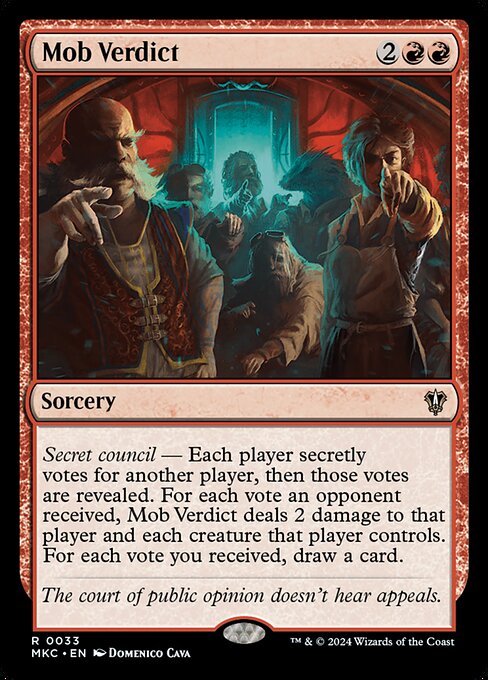 Mob Verdict 2
Sorcery
Secret council — Each player secretly
votes for another player, then those votes
are revealed. For each vote an opponent
received, Mob Verdict deals 2 damage to that
player and each creature that player controls.
For each vote you received, draw a card.
The court of public opinion doesn't hear appeals.
R 0033
MKC • EN Domenico Cava
™ & © 2024 Wizards of the Coast